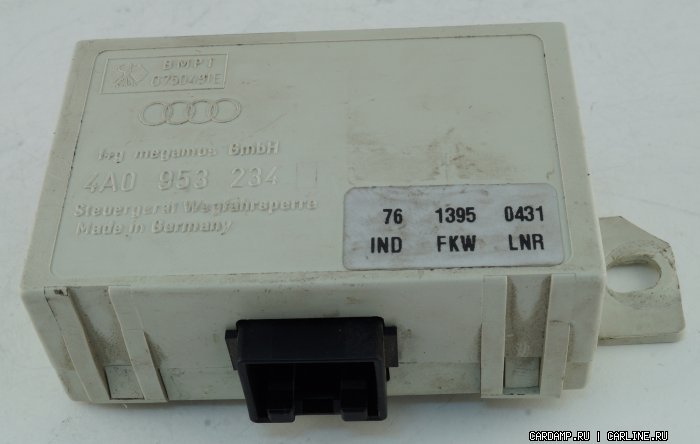 BMPT
0750491E
f+g megamos GmbH
4A0 953 234
Steuergerät Wegfahrsperre
Made in Germany
76 1395 0431
IND FKW LNR
CARDAMP.RU | CARLINE.RU